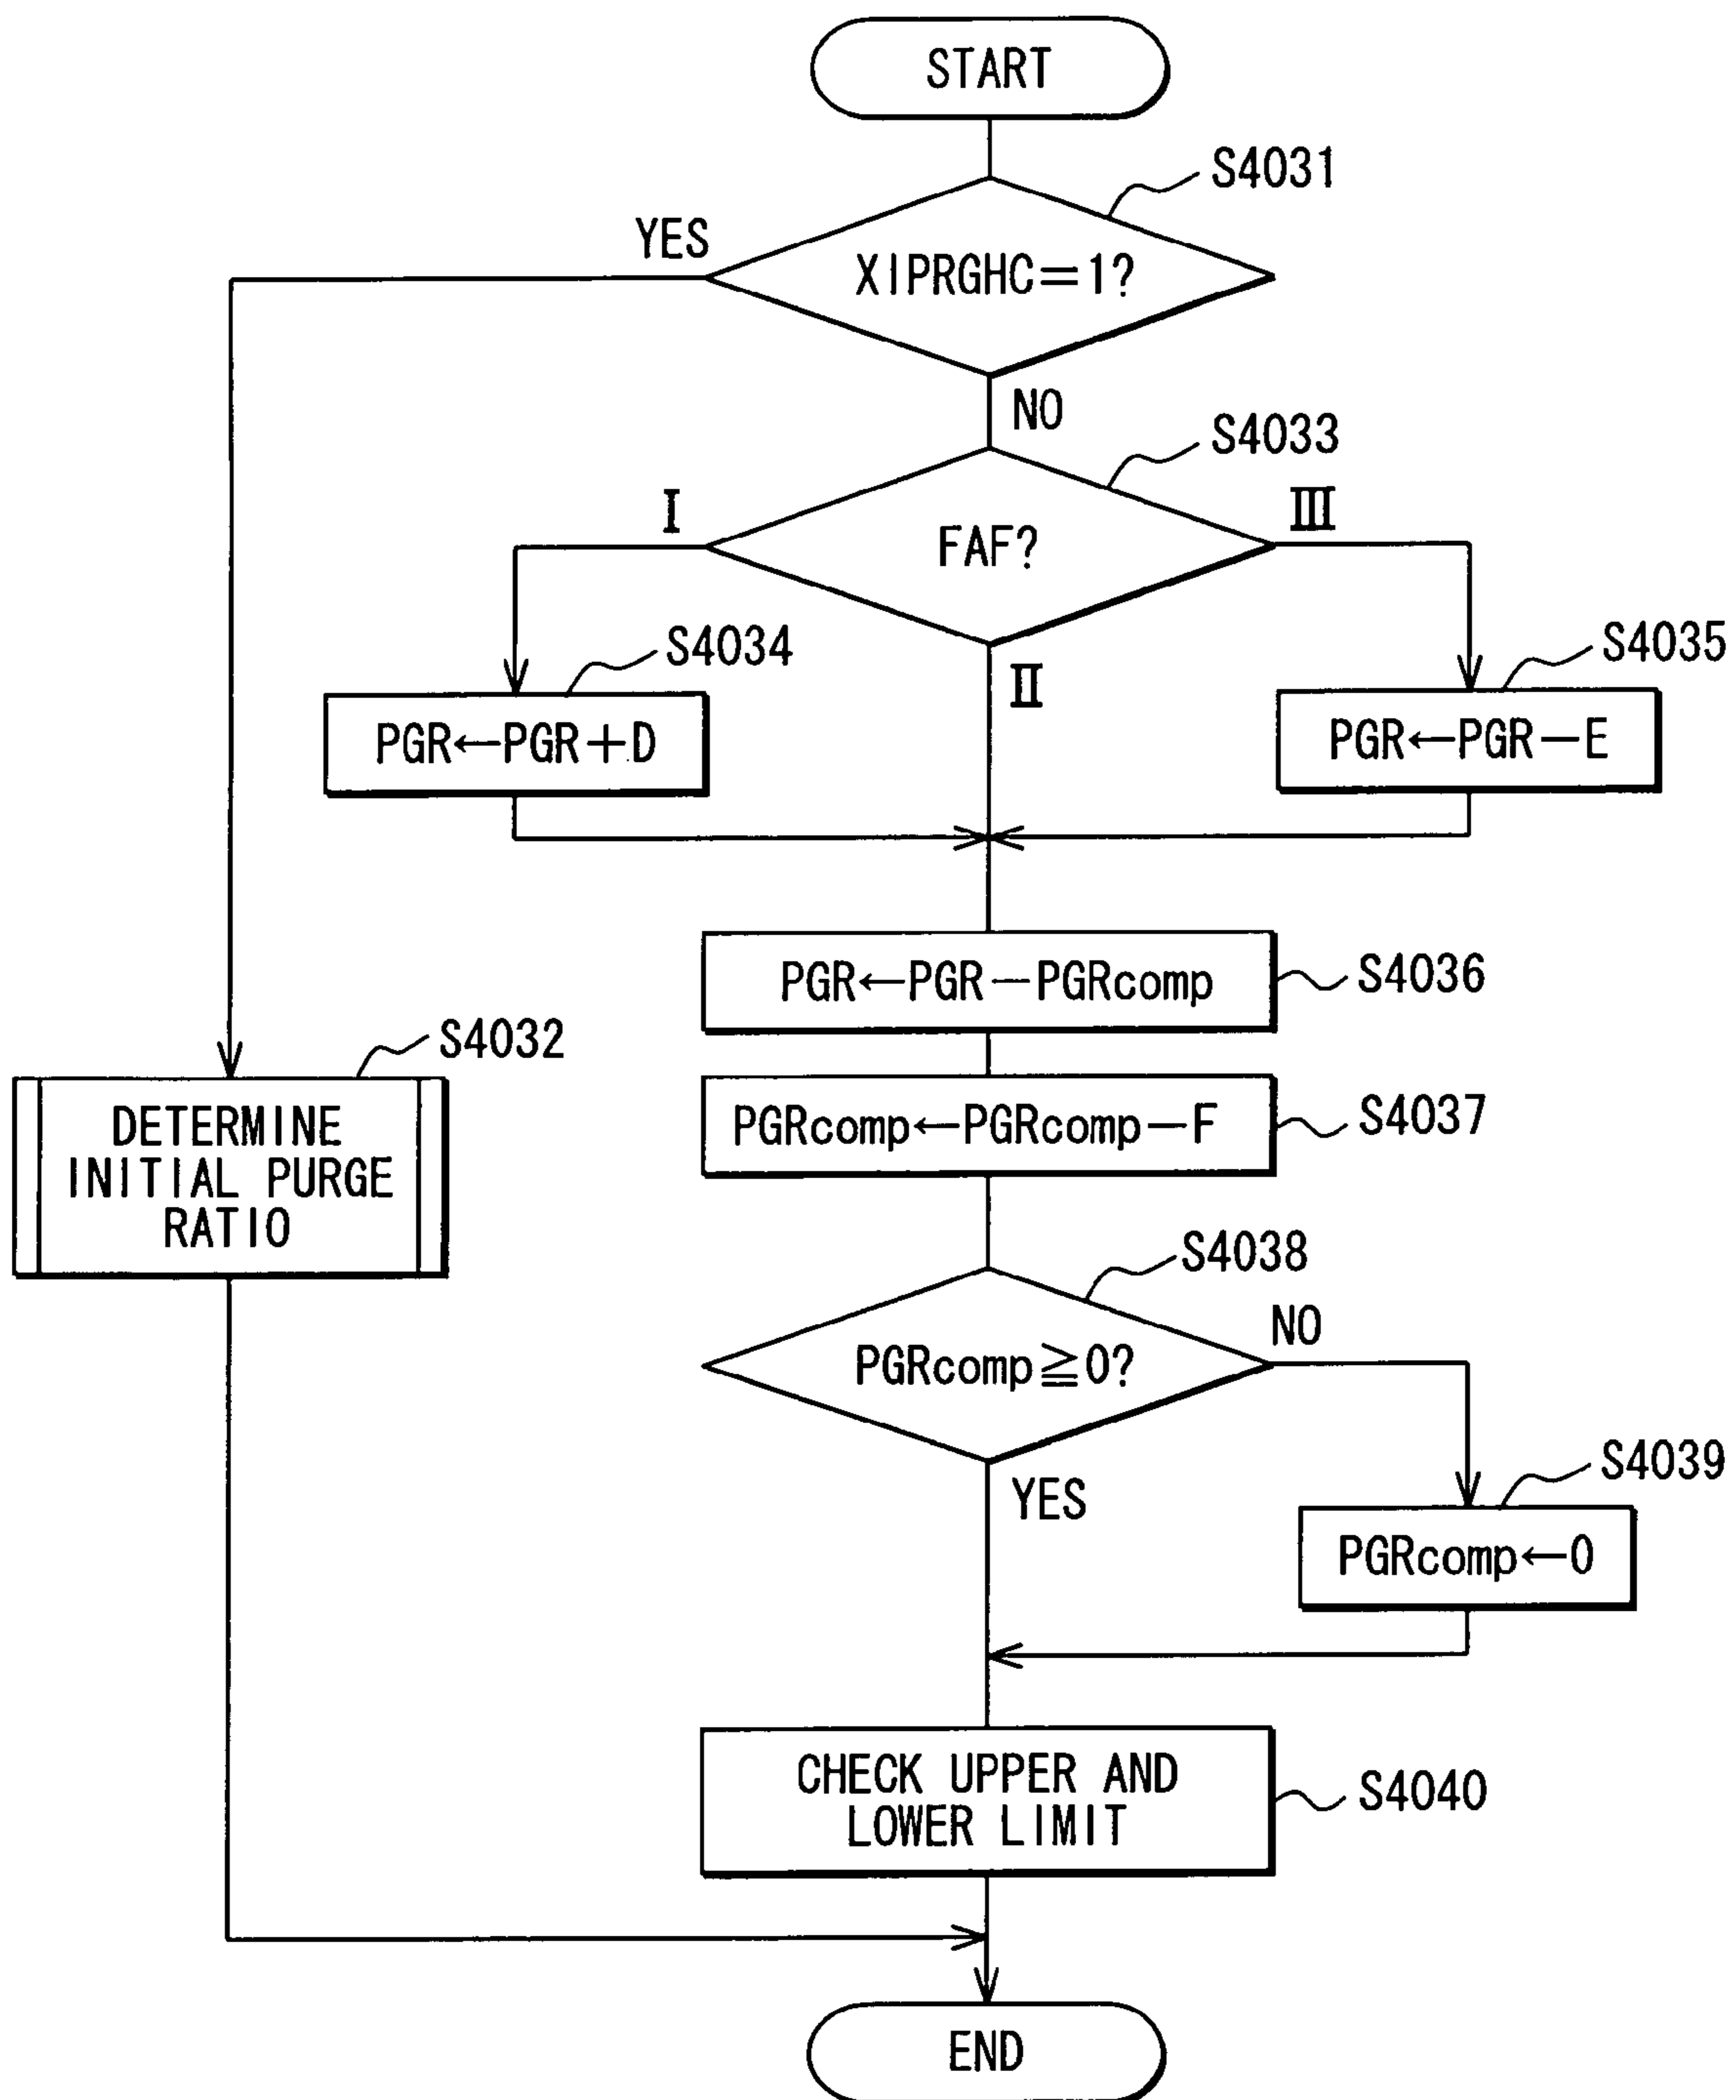 START
S4031
YES
XIPRGHC=1?
NO
S4033
I
III
FAF?
S4034
S4035
II
PGR←PGR+D
PGR←PGR−E
PGR←PGR−PGRcomp
S4036
S4032
PGRcomp←PGRcomp−F
S4037
DETERMINE
INITIAL PURGE
RATIO
S4038
NO
PGRcomp≧0?
S4039
YES
PGRcomp←0
CHECK UPPER AND
LOWER LIMIT
S4040
END